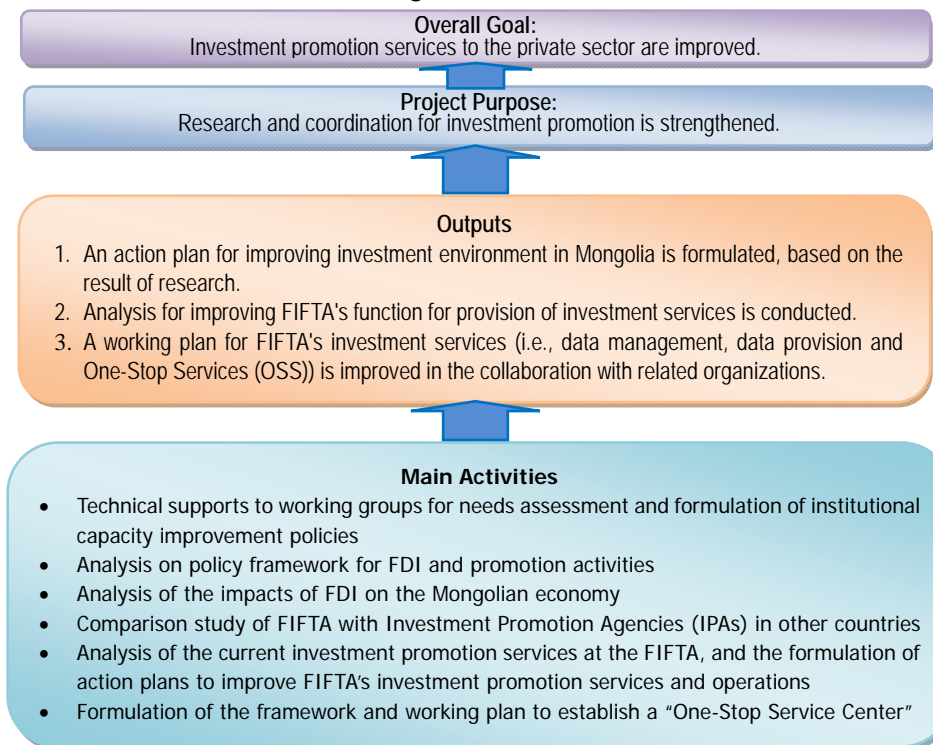 Overall Goal:
Investment promotion services to the private sector are improved.
Project Purpose:
Research and coordination for investment promotion is strengthened.
Outputs
1. An action plan for improving investment environment in Mongolia is formulated, based on the
result of research.
2. Analysis for improving FIFTA's function for provision of investment services is conducted.
3. A working plan for FIFTA's investment services (i.e., data management, data provision and
One-Stop Services (OSS)) is improved in the collaboration with related organizations.
Main Activities
• Technical supports to working groups for needs assessment and formulation of institutional
capacity improvement policies
• Analysis on policy framework for FDI and promotion activities
• Analysis of the impacts of FDI on the Mongolian economy
• Comparison study of FIFTA with Investment Promotion Agencies (IPAs) in other countries
• Analysis of the current investment promotion services at the FIFTA, and the formulation of
action plans to improve FIFTA’s investment promotion services and operations
• Formulation of the framework and working plan to establish a “One-Stop Service Center”